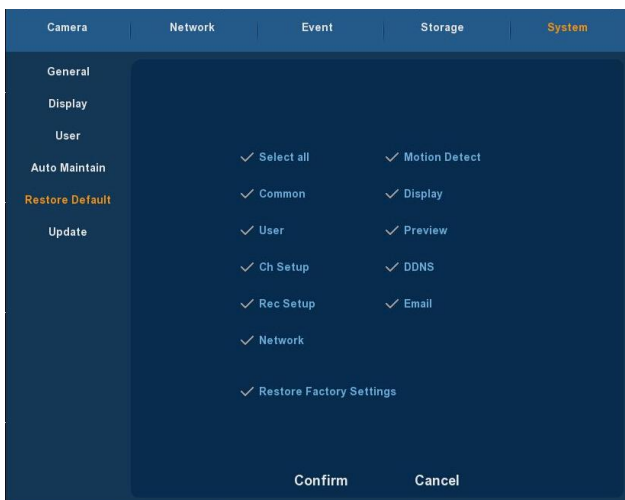 Camera Network Event Storage System
General
Display
User
Auto Maintain
Restore Default
Update
Select all Motion Detect
Common Display
User Preview
Ch Setup DDNS
Rec Setup Email
Network
Restore Factory Settings
Confirm Cancel